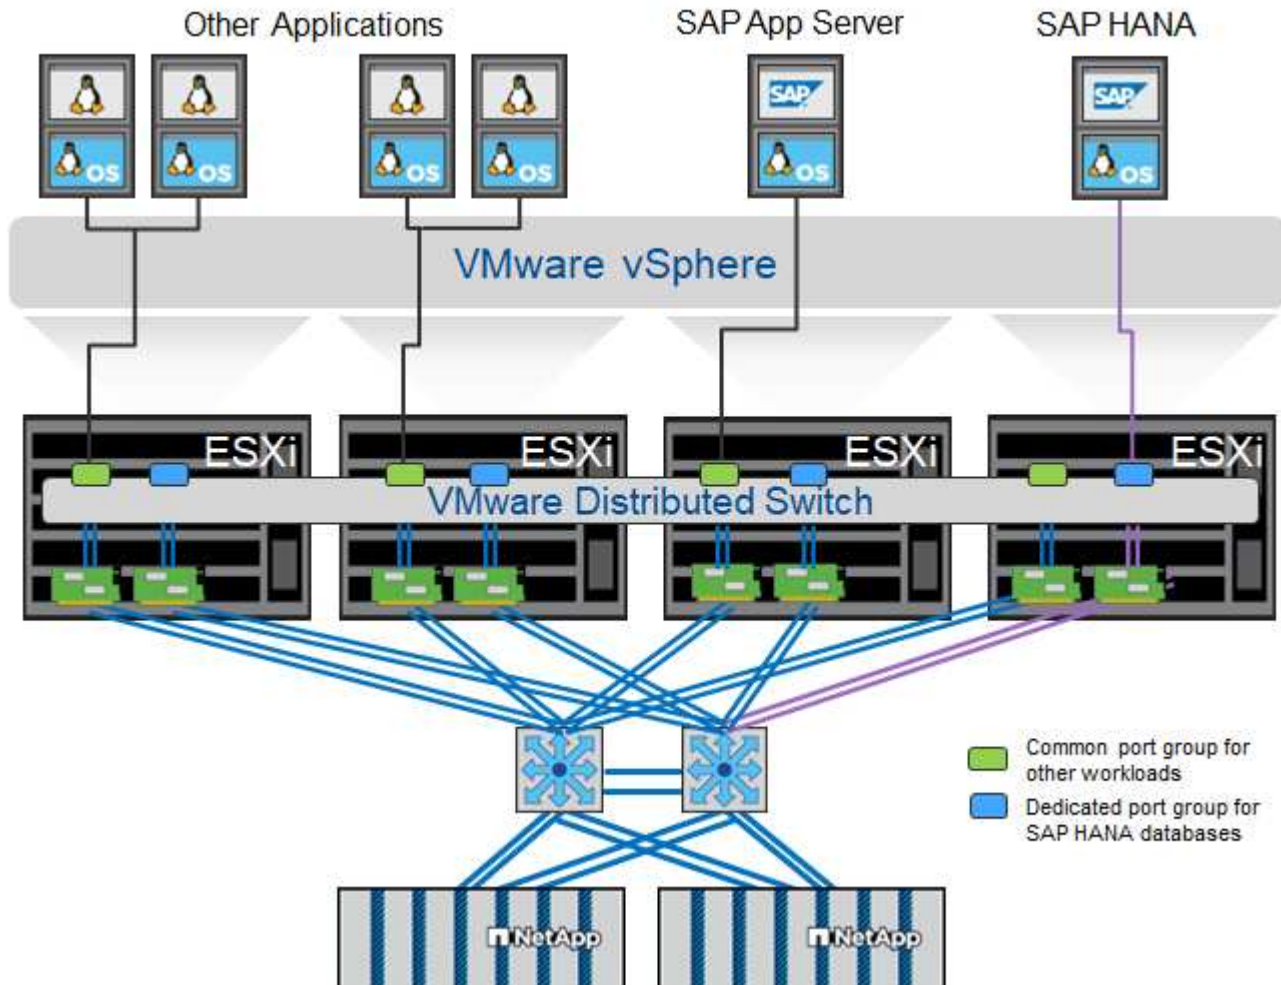 Other Applications
SAP App Server
SAP HANA
SAP
SAP
OS
OS
OS
OS
OS
OS
VMware vSphere
ESXi
ESXi
ESXi
ESXi
VMware Distributed Switch
Common port group for
other workloads
Dedicated port group for
SAP HANA databases
NetApp
NetApp